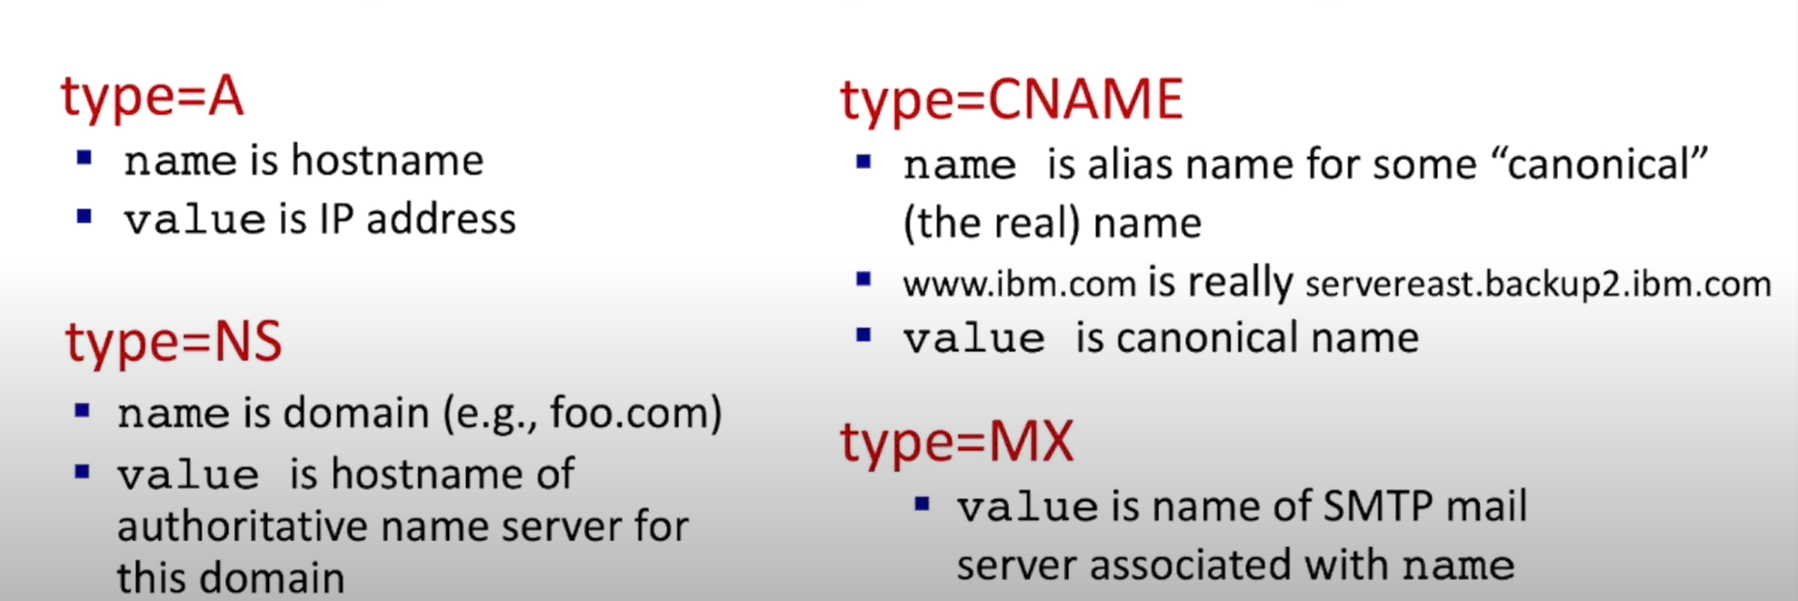 type=A
▪ name is hostname
▪ value is IP address
type=NS
▪ name is domain (e.g., foo.com)
▪ value is hostname of
authoritative name server for
this domain
type=CNAME
▪ name is alias name for some “canonical”
(the real) name
▪ www.ibm.com is really servereast.backup2.ibm.com
▪ value is canonical name
type=MX
▪ value is name of SMTP mail
server associated with name